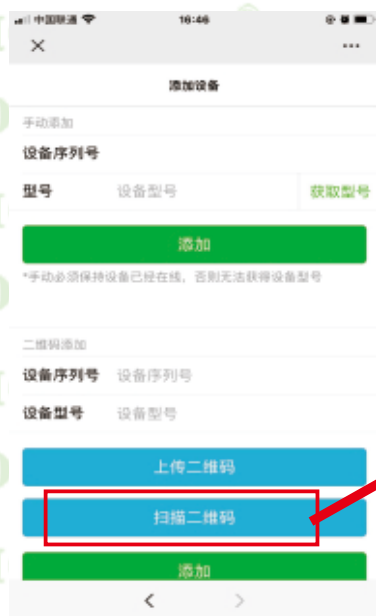 中国联通 16:46
添加设备
手动添加
设备序列号
型号 设备型号 获取型号
添加
*手动必须保持设备已经在线，否则无法获得设备型号
二维码添加
设备序列号 设备序列号
设备型号 设备型号
上传二维码
扫描二维码
添加